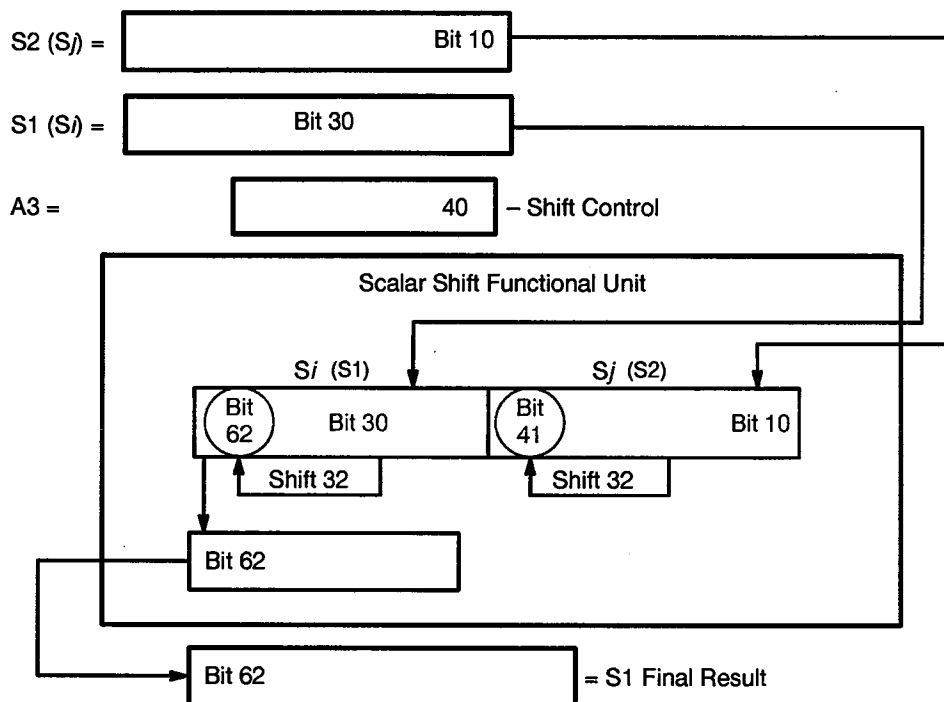 S2 (Sj) =
Bit 10
S1 (Si) =
Bit 30
A3 =
40
– Shift Control
Scalar Shift Functional Unit
Si (S1)
Sj (S2)
Bit
62
Bit 30
Bit
41
Bit 10
Shift 32
Shift 32
Bit 62
Bit 62
= S1 Final Result